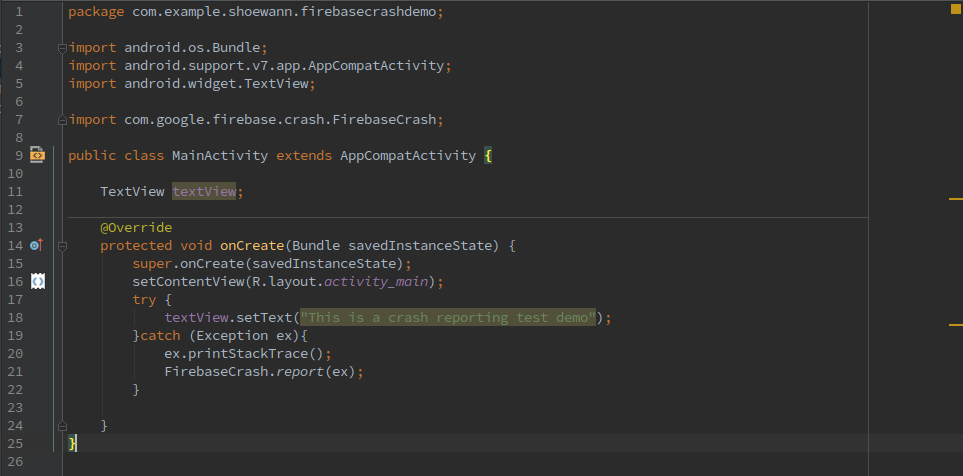 1 package com.example.shoewann.firebasecrashdemo;
2
3 import android.os.Bundle;
4 import android.support.v7.app.AppCompatActivity;
5 import android.widget.TextView;
6
7 import com.google.firebase.crash.FirebaseCrash;
8
9 public class MainActivity extends AppCompatActivity {
10
11 TextView textView;
12
13 @Override
14 protected void onCreate(Bundle savedInstanceState) {
15 super.onCreate(savedInstanceState);
16 setContentView(R.layout.activity_main);
17 try {
18 textView.setText("This is a crash reporting test demo");
19 }catch (Exception ex){
20 ex.printStackTrace();
21 FirebaseCrash.report(ex);
22 }
23
24 }
25 }
26